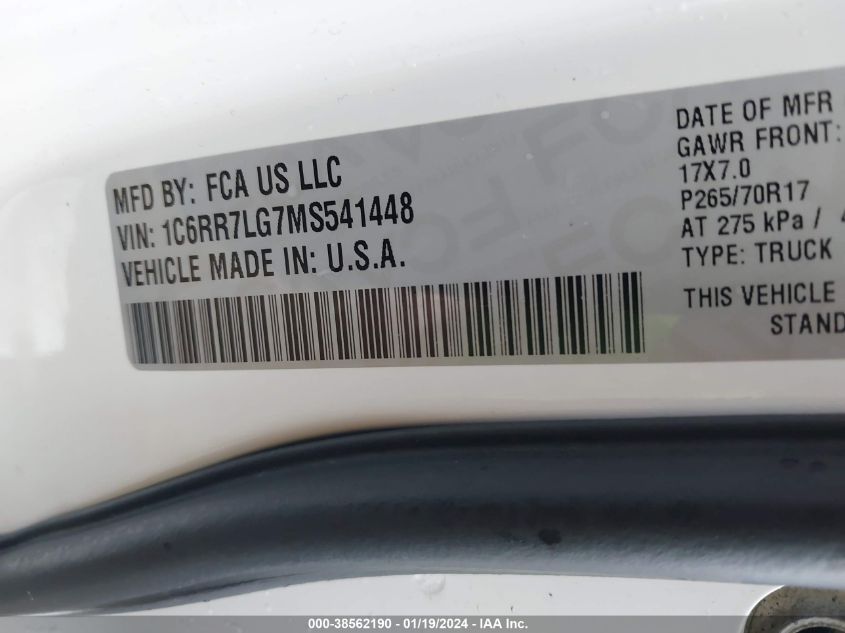 MFD BY: FCA US LLC
VIN: 1C6RR7LG7MS541448
VEHICLE MADE IN: U.S.A.
DATE OF MFR
GAWR FRONT:
17X7.0
P265/70R17
AT 275 kPa /
TYPE: TRUCK
THIS VEHICLE
STAND
000-38562190 - 01/19/2024 - IAA Inc.